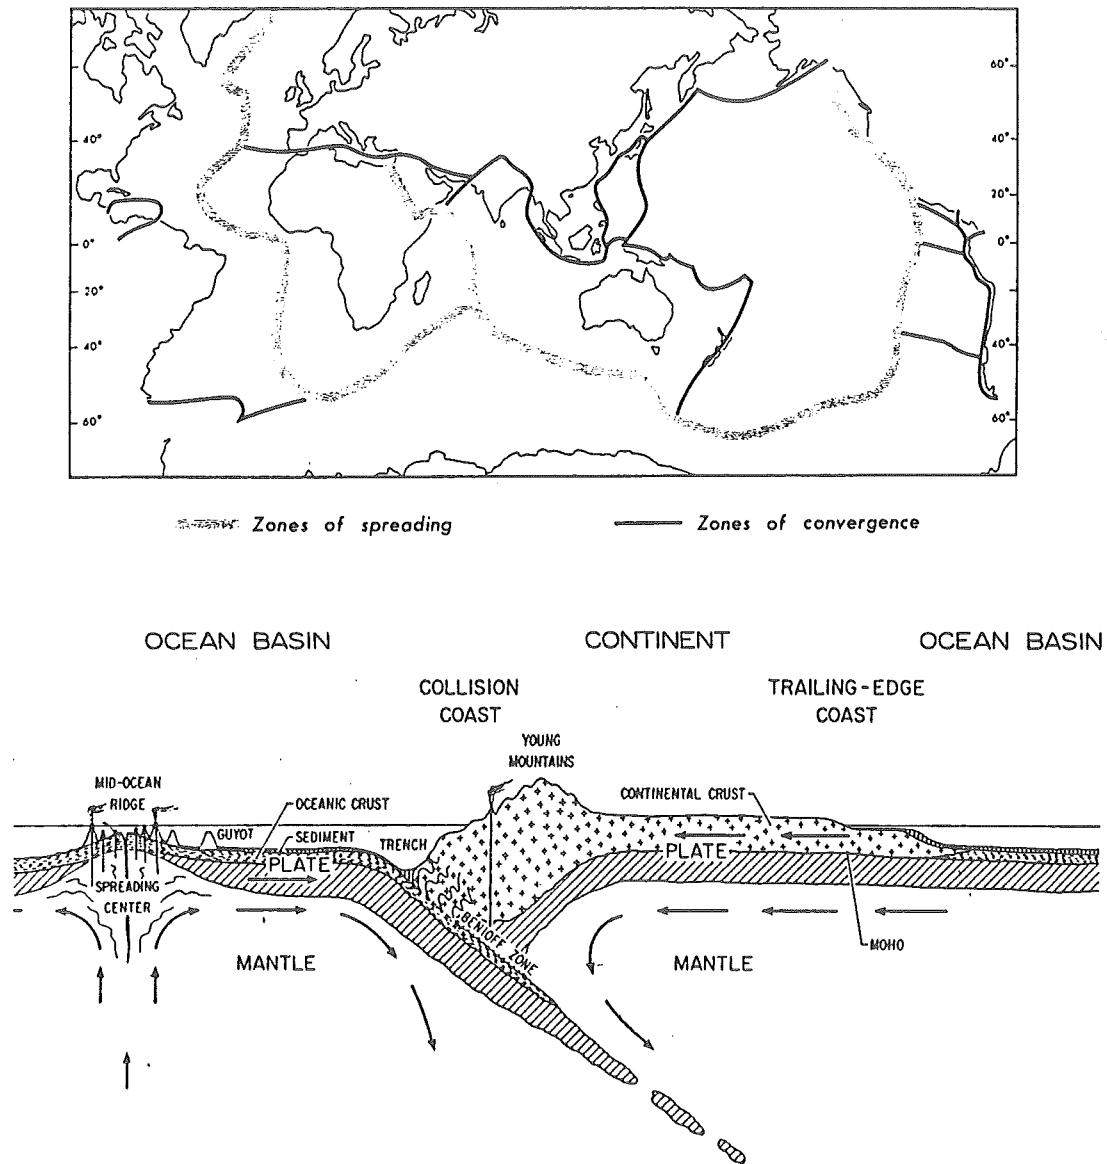 60°
40°
40°
20°
0°
0°
20°
40°
40°
60°
60°
Zones of spreading
Zones of convergence
OCEAN BASIN
CONTINENT
OCEAN BASIN
COLLISION
COAST
TRAILING-EDGE
COAST
YOUNG
MOUNTAINS
MID-OCEAN
RIDGE
OCEANIC CRUST
CONTINENTAL CRUST
GUYOT
SEDIMENT
TRENCH
PLATE
PLATE
SPREADING
CENTER
BENIOFF ZONE
MOHO
MANTLE
MANTLE